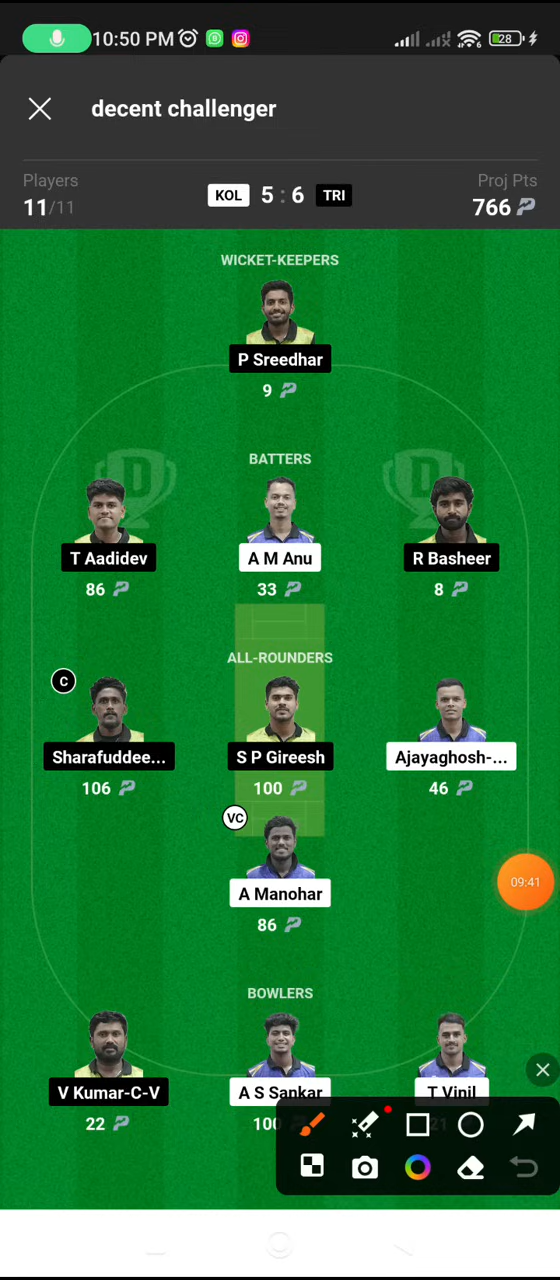 10:50 PM
28
decent challenger
Players
11/11
KOL 5 : 6 TRI
Proj Pts
766
WICKET-KEEPERS
P Sreedhar
9
BATTERS
T Aadidev
A M Anu
R Basheer
86
33
8
ALL-ROUNDERS
C
Sharafuddee...
S P Gireesh
Ajayaghosh-...
106
100
46
VC
A Manohar
86
09:41
BOWLERS
V Kumar-C-V
A S Sankar
T Vinil
22
100
21